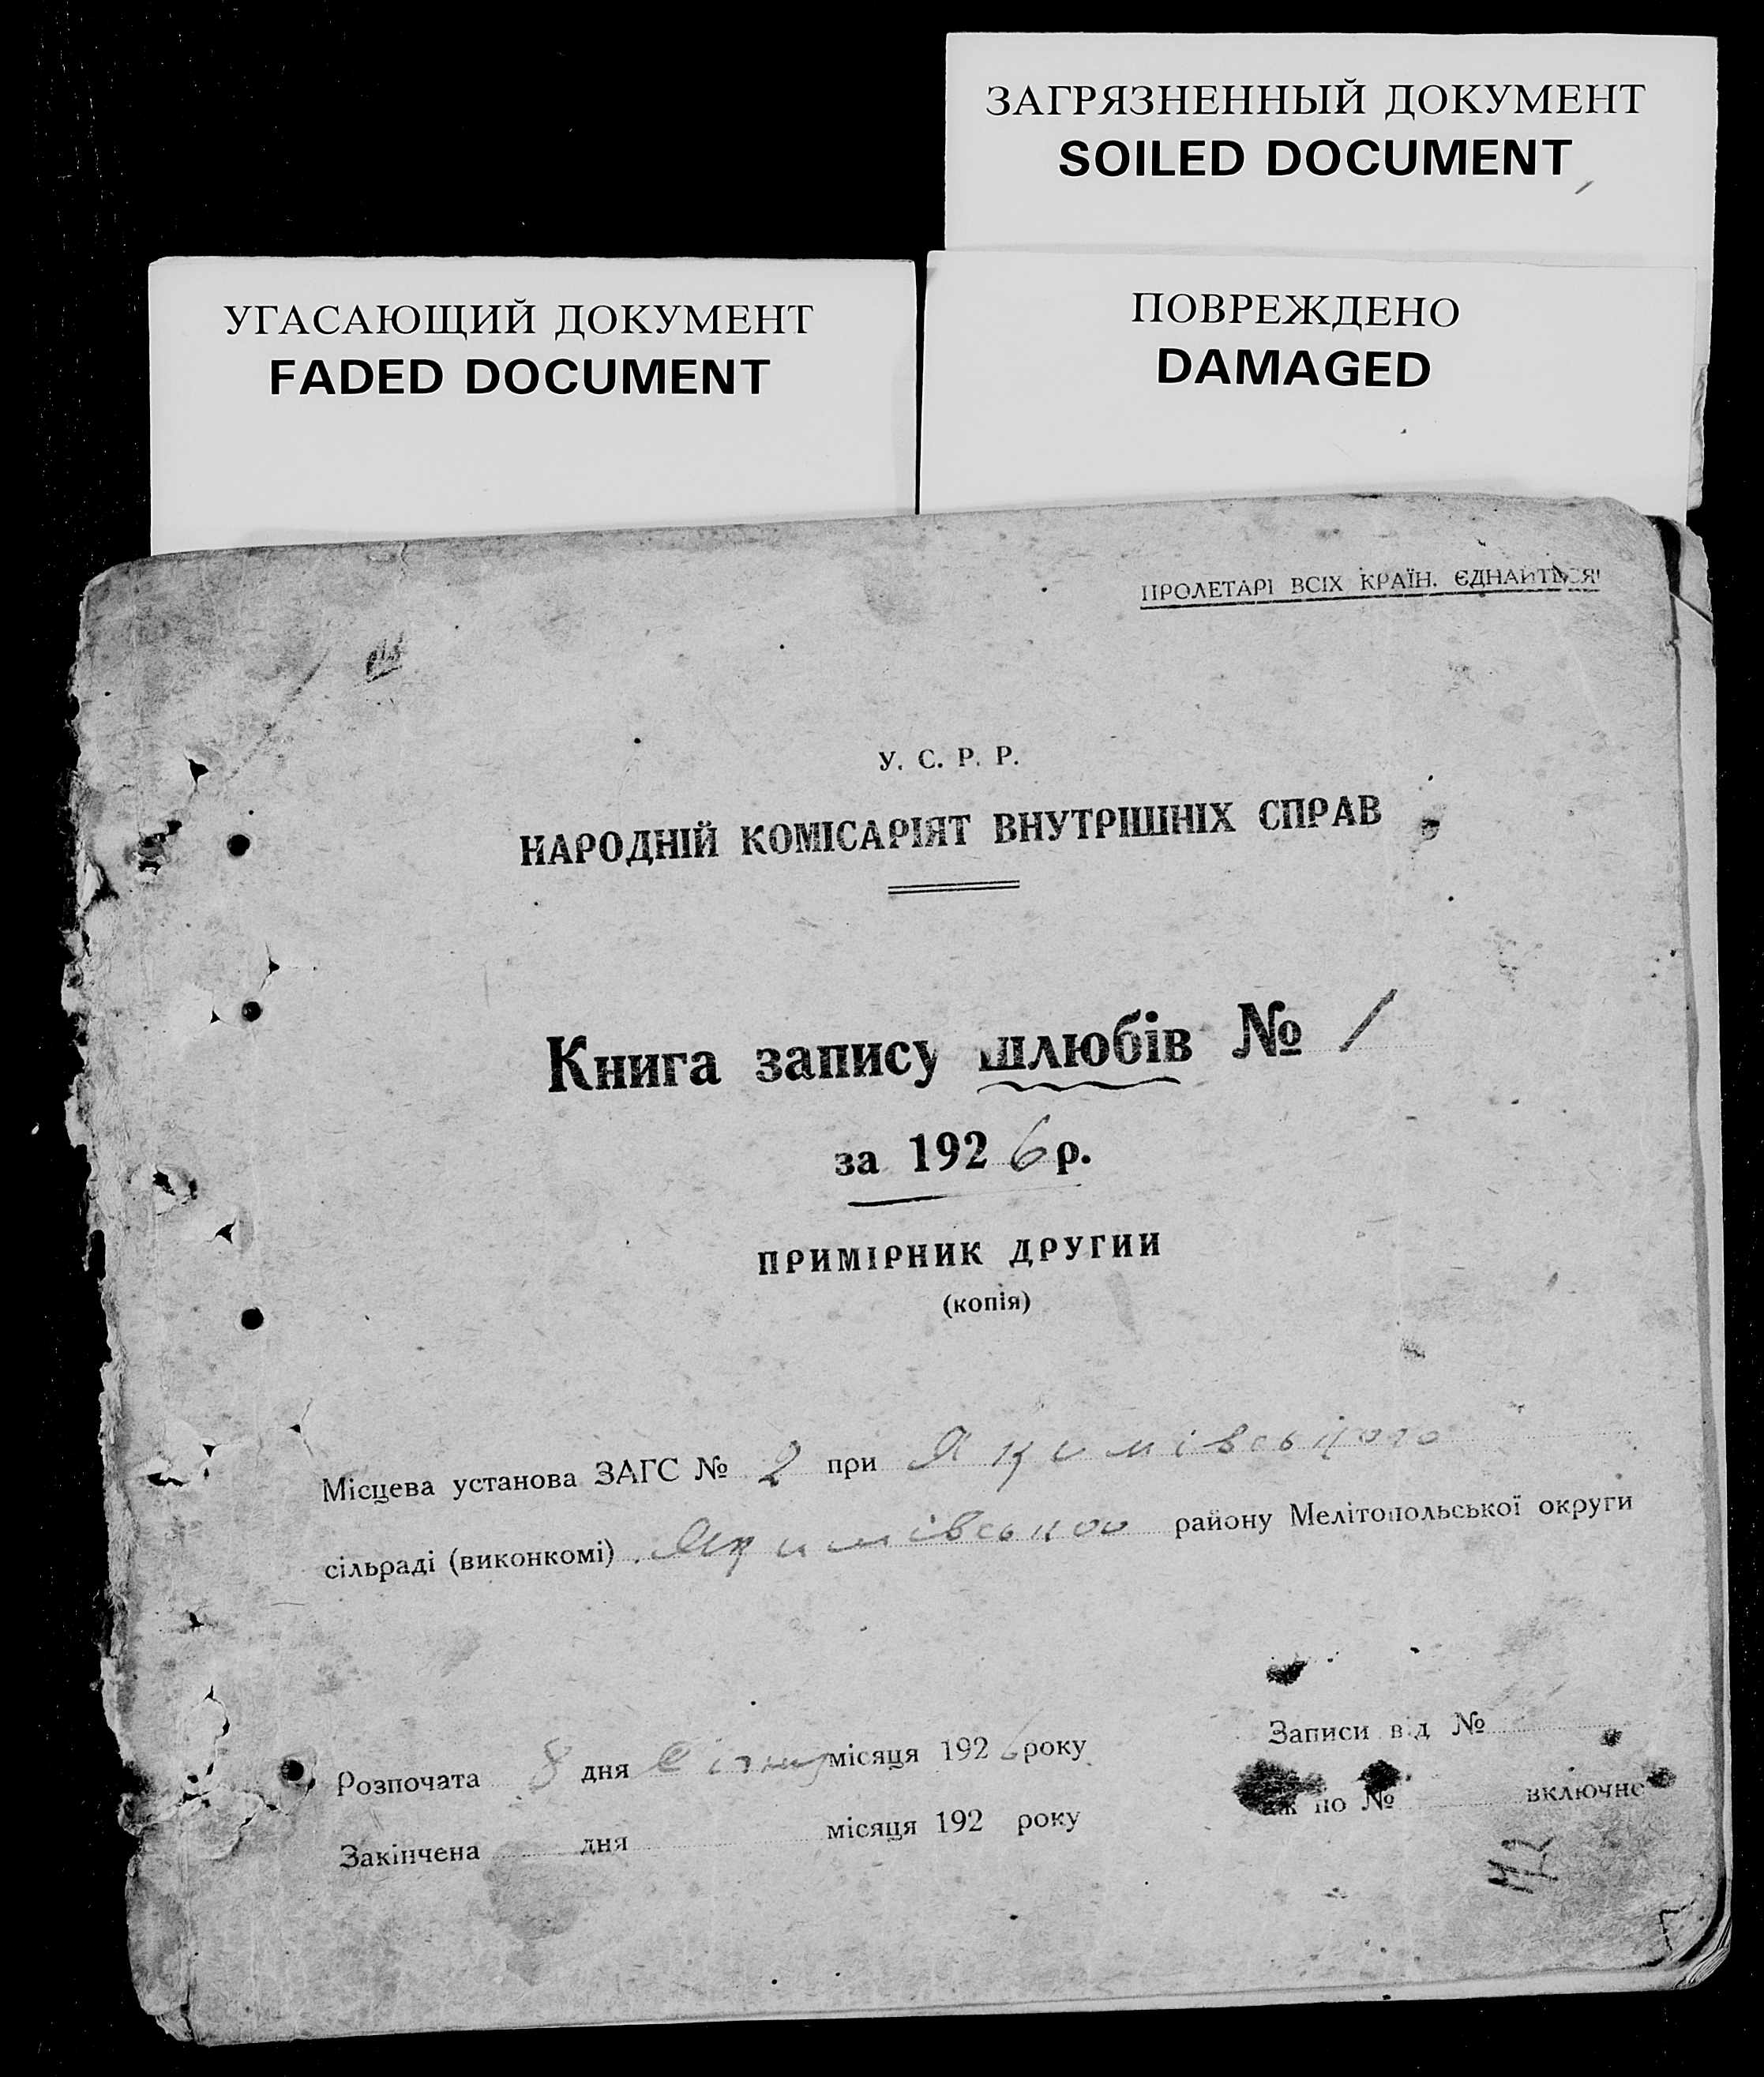 ЗАГРЯЗНЕННЫЙ ДОКУМЕНТ
SOILED DOCUMENT
УГАСАЮЩИЙ ДОКУМЕНТ
FADED DOCUMENT
ПОВРЕЖДЕНО
DAMAGED
ПРОЛЕТАРІ ВСІХ КРАЇН, ЄДНАЙТЕСЯ!
У. С. Р. Р.
НАРОДНІЙ КОМІСАРІЯТ ВНУТРІШНІХ СПРАВ
Книга запису шлюбів № 1
за 1926 р.
ПРИМІРНИК ДРУГИЙ
(копія)
Місцева установа ЗАГС № 2 при Якимівського
сільраді (виконкомі) Якимівського району Мелітопольської округи
Розпочата 8 дня Січня місяця 1926 року
Закінчена дня місяця 192 року
Записи від №
аж по № включно